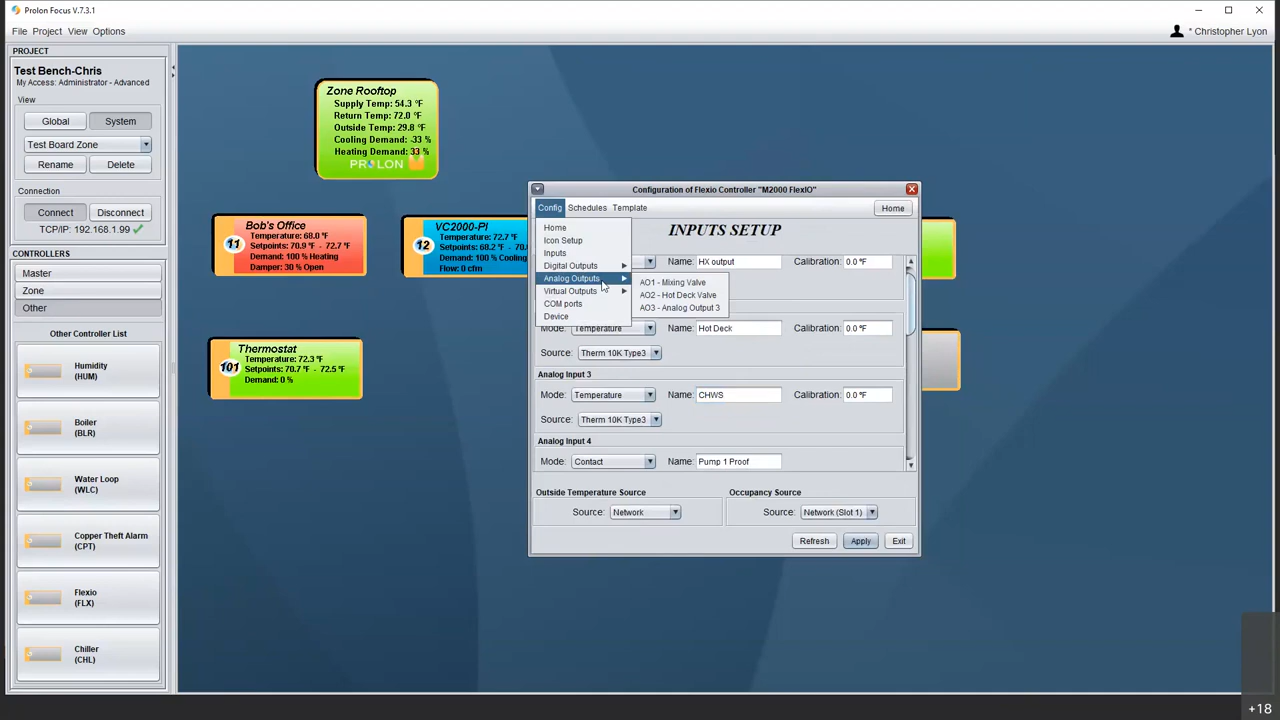 Prolon Focus V.7.3.1
File Project View Options
* Christopher Lyon
PROJECT
Test Bench-Chris
My Access: Administrator - Advanced
View
Global System
Test Board Zone
Rename Delete
Connection
Connect Disconnect
TCP/IP: 192.168.1.99
CONTROLLERS
Master
Zone
Other
Other Controller List
Humidity
(HUM)
Boiler
(BLR)
Water Loop
(WLC)
Copper Theft Alarm
(CPT)
Flexio
(FLX)
Chiller
(CHL)
Zone Rooftop
Supply Temp: 54.3 °F
Return Temp: 72.0 °F
Outside Temp: 29.8 °F
Cooling Demand: -33 %
Heating Demand: 33 %
PROLON
11
Bob's Office
Temperature: 68.0 °F
Setpoints: 70.9 °F - 72.7 °F
Demand: 100 % Heating
Damper: 30 % Open
12
VC2000-PI
Temperature: 72.7 °F
Setpoints: 68.2 °F - 70.
Demand: 100 % Cooling
Flow: 0 cfm
101
Thermostat
Temperature: 72.3 °F
Setpoints: 70.7 °F - 72.5 °F
Demand: 0 %
Configuration of Flexio Controller "M2000 FlexIO"
Config Schedules Template Home
INPUTS SETUP
Home
Icon Setup
Inputs
Digital Outputs
Analog Outputs
Virtual Outputs
COM ports
Device
AO1 - Mixing Valve
AO2 - Hot Deck Valve
AO3 - Analog Output 3
Name: HX output Calibration: 0.0 °F
Mode: Temperature Name: Hot Deck Calibration: 0.0 °F
Source: Therm 10K Type3
Analog Input 3
Mode: Temperature Name: CHWS Calibration: 0.0 °F
Source: Therm 10K Type3
Analog Input 4
Mode: Contact Name: Pump 1 Proof
Outside Temperature Source Occupancy Source
Source: Network Source: Network (Slot 1)
Refresh Apply Exit
+18